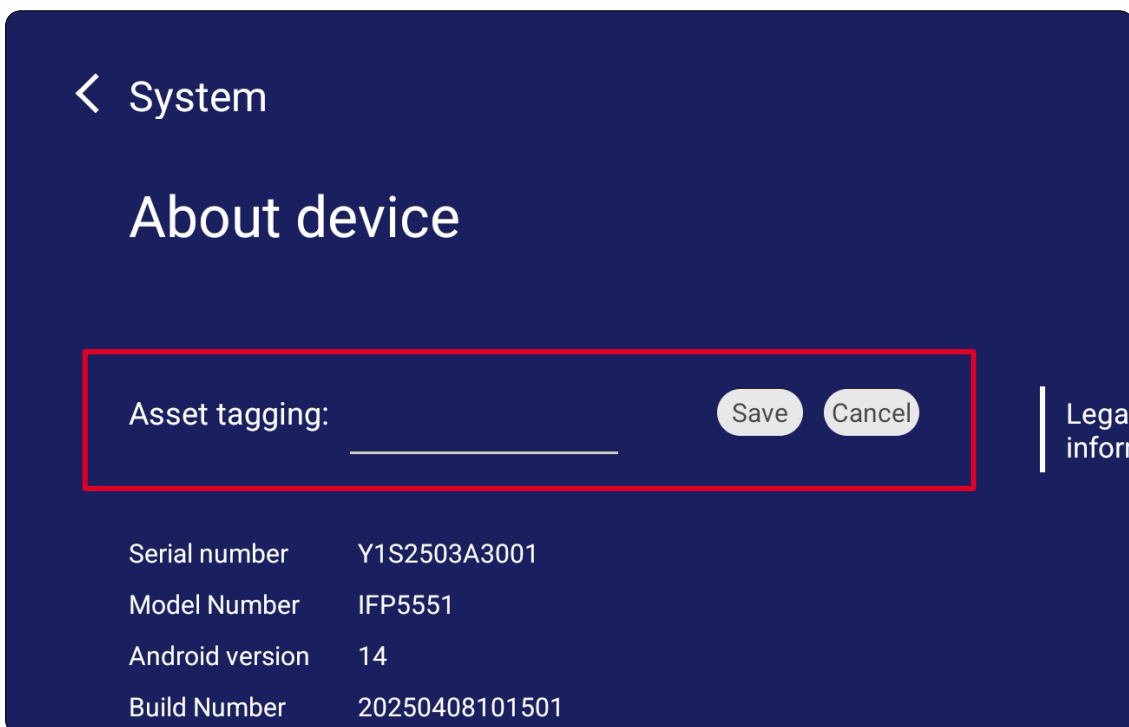 System
About device
Asset tagging:
Save Cancel
Serial number Y1S2503A3001
Model Number IFP5551
Android version 14
Build Number 20250408101501